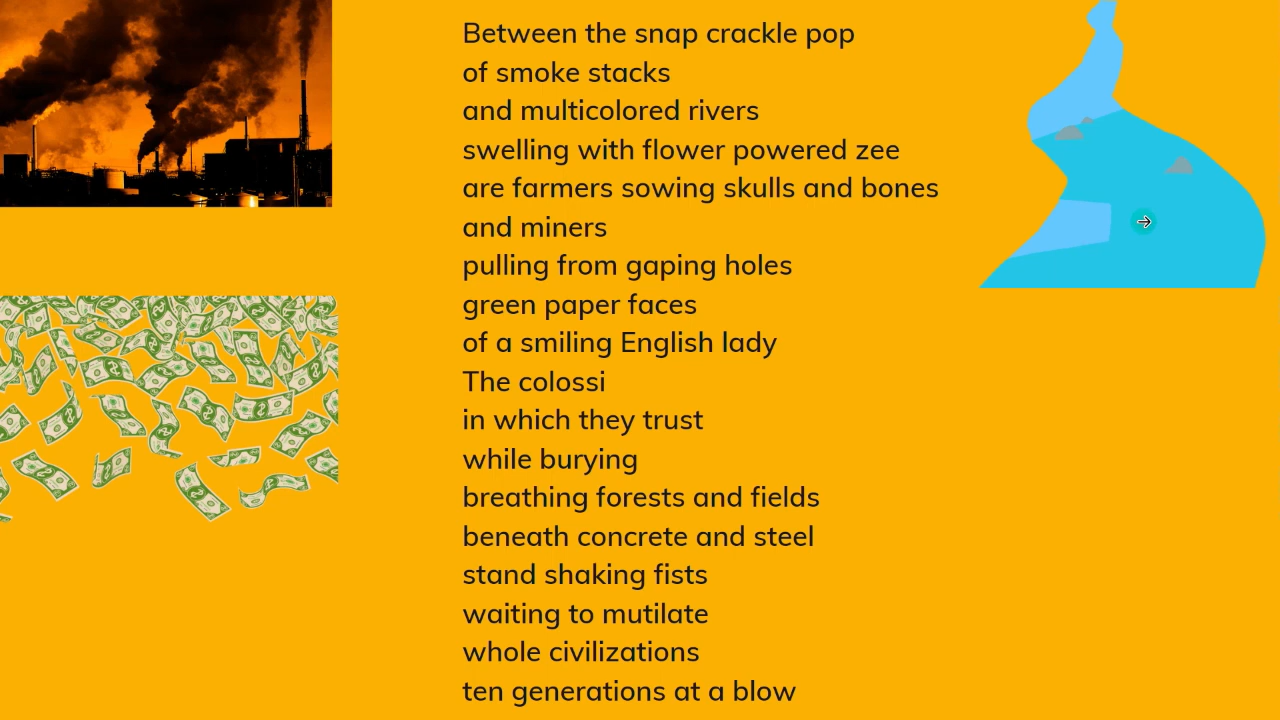 Between the snap crackle pop
of smoke stacks
and multicolored rivers
swelling with flower powered zee
are farmers sowing skulls and bones
and miners
pulling from gaping holes
green paper faces
of a smiling English lady
The colossi
in which they trust
while burying
breathing forests and fields
beneath concrete and steel
stand shaking fists
waiting to mutilate
whole civilizations
ten generations at a blow